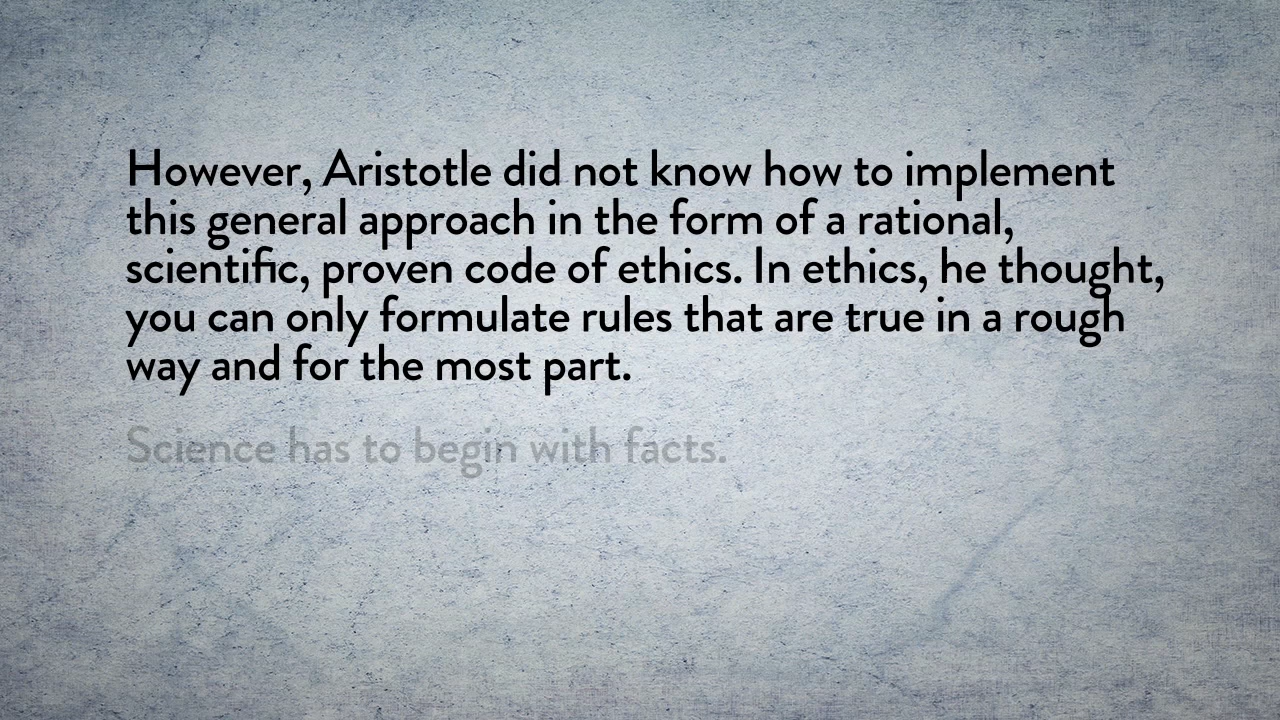 However, Aristotle did not know how to implement
this general approach in the form of a rational,
scientific, proven code of ethics. In ethics, he thought,
you can only formulate rules that are true in a rough
way and for the most part.
Science has to begin with facts.